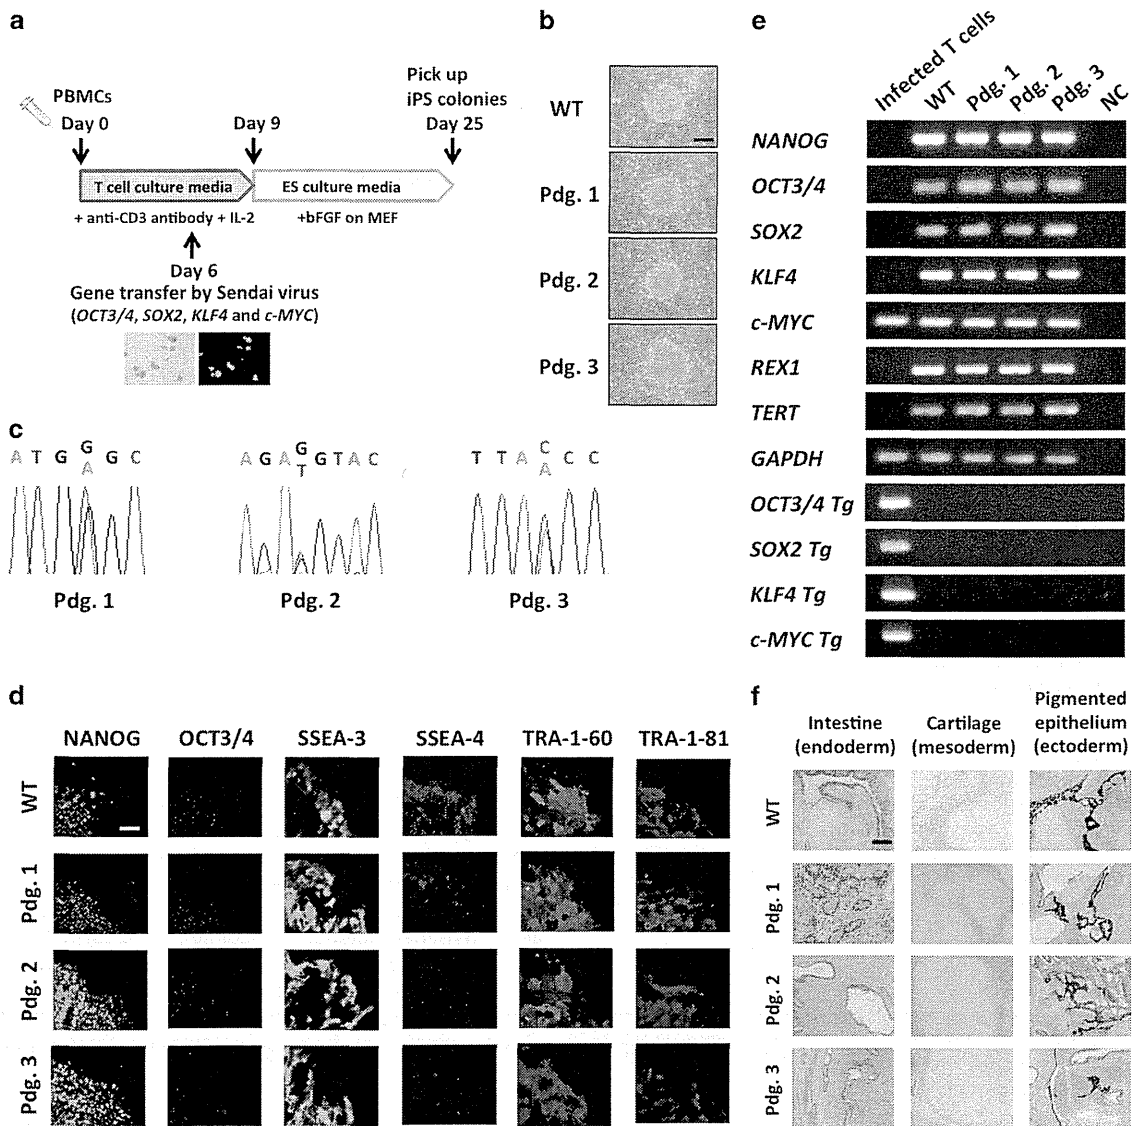 a
PBMCs
Day 0
Day 9
Pick up
iPS colonies
Day 25
T cell culture media
ES culture media
+ anti-CD3 antibody + IL-2
+bFGF on MEF
Day 6
Gene transfer by Sendai virus
(OCT3/4, SOX2, KLF4 and c-MYC)
b
WT
Pdg. 1
Pdg. 2
Pdg. 3
c
A T G G A G C
Pdg. 1
A G A G T G T A C
Pdg. 2
T T A C A C C
Pdg. 3
d
NANOG OCT3/4 SSEA-3 SSEA-4 TRA-1-60 TRA-1-81
WT
Pdg. 1
Pdg. 2
Pdg. 3
e
Infected T cells WT Pdg. 1 Pdg. 2 Pdg. 3 NC
NANOG
OCT3/4
SOX2
KLF4
c-MYC
REX1
TERT
GAPDH
OCT3/4 Tg
SOX2 Tg
KLF4 Tg
c-MYC Tg
f
Intestine
(endoderm)
Cartilage
(mesoderm)
Pigmented
epithelium
(ectoderm)
WT
Pdg. 1
Pdg. 2
Pdg. 3